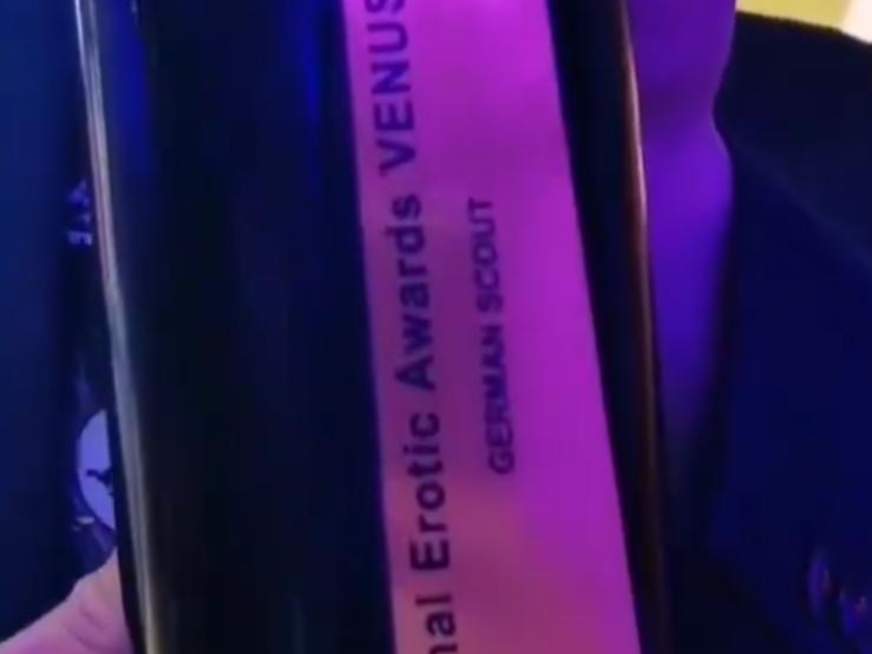 nal Erotic Awards VENUS
GERMAN SCOUT